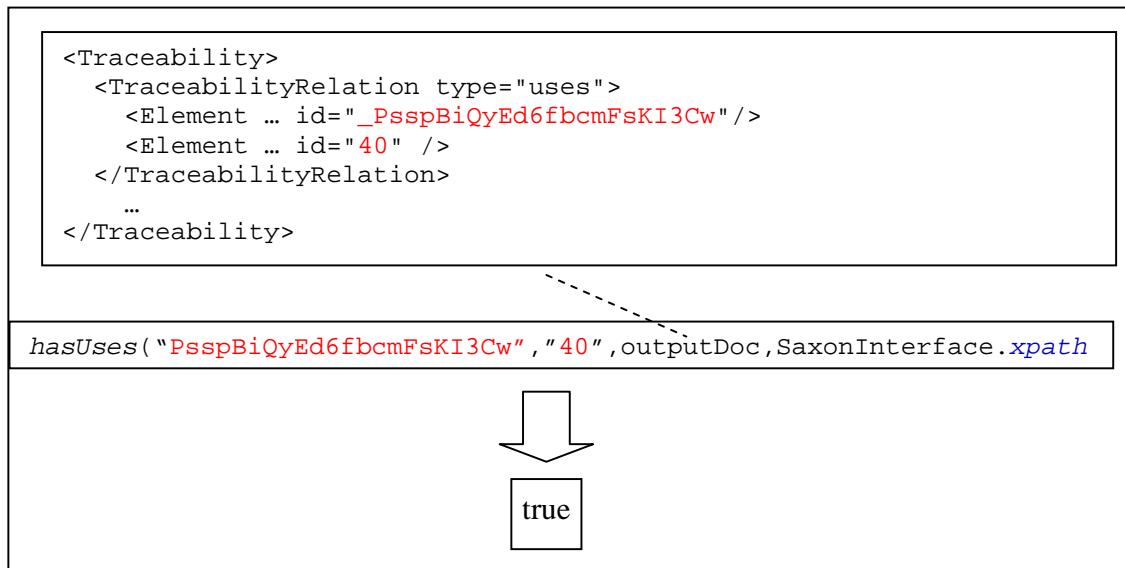 <Traceability>
<TraceabilityRelation type="uses">
<Element … id="_PsspBiQyEd6fbcmFsKI3Cw"/>
<Element … id="40" />
</TraceabilityRelation>
…
</Traceability>
hasUses(“PsspBiQyEd6fbcmFsKI3Cw”,”40”,outputDoc,SaxonInterface.xpath
true